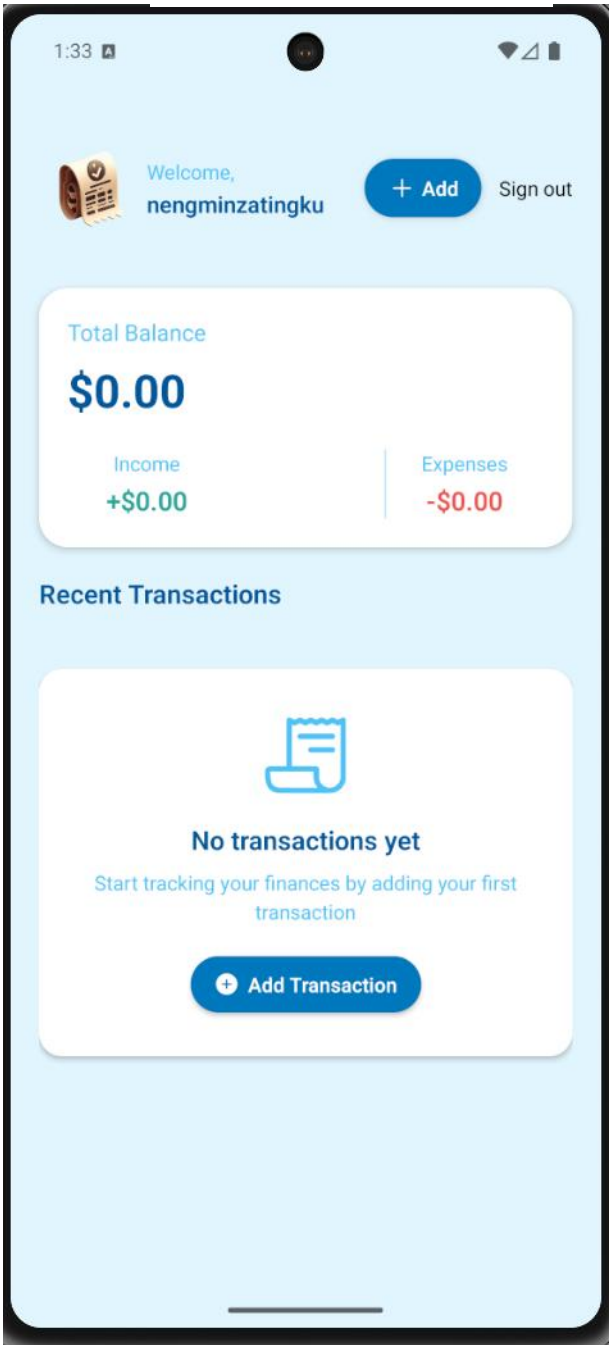 1:33
Welcome,
nengminzatingku
+ Add
Sign out
Total Balance
$0.00
Income
Expenses
+$0.00
-$0.00
Recent Transactions
No transactions yet
Start tracking your finances by adding your first
transaction
Add Transaction